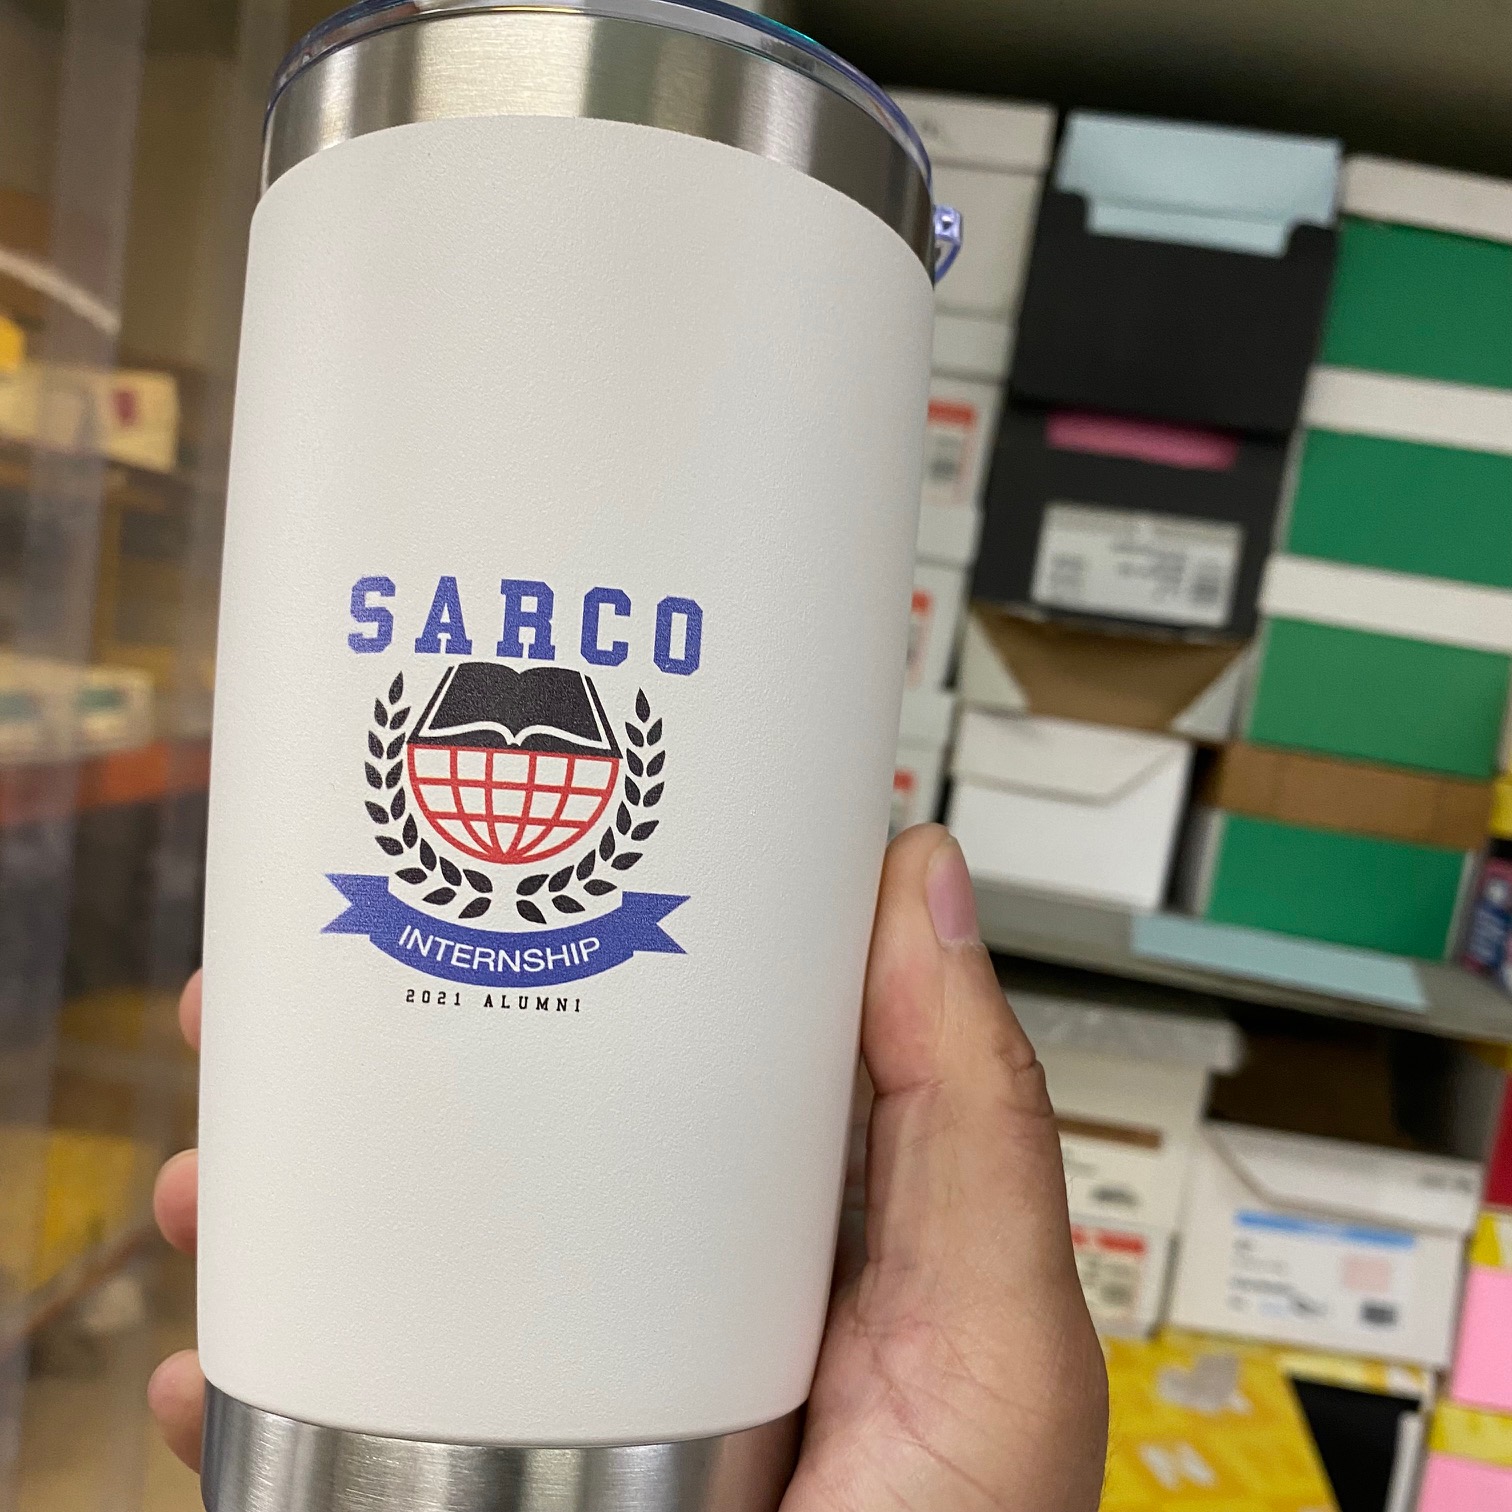 SARCO
INTERNSHIP
2021 ALUMNI